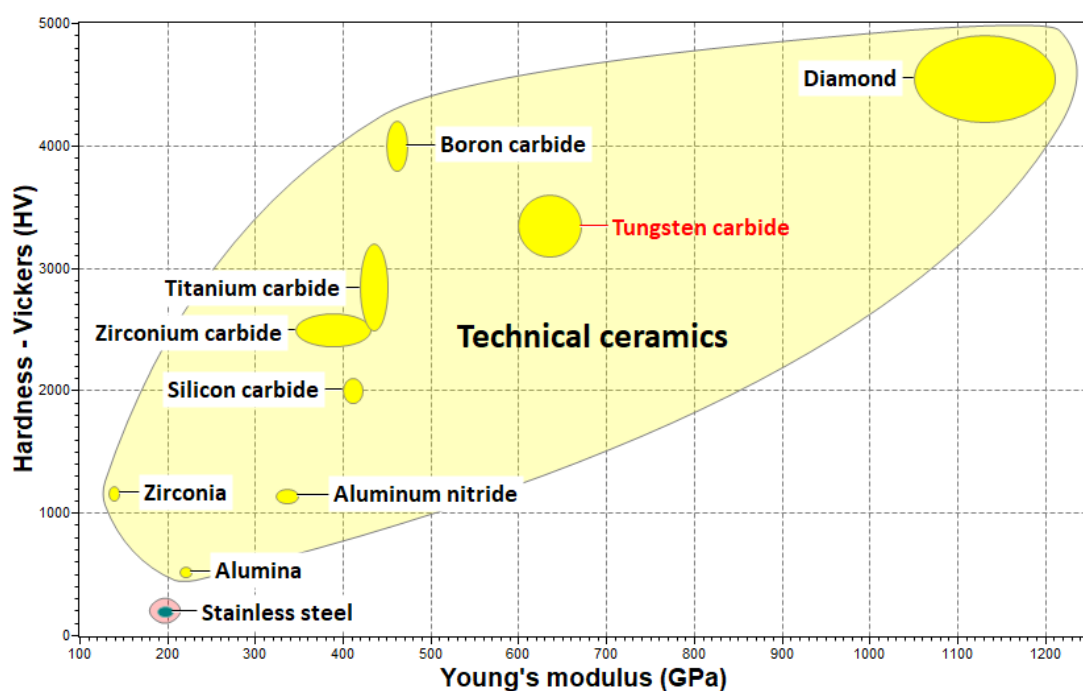 Hardness - Vickers (HV)
5000
4000
3000
2000
1000
0
Diamond
Boron carbide
Tungsten carbide
Titanium carbide
Zirconium carbide
Technical ceramics
Silicon carbide
Zirconia
Aluminum nitride
Alumina
Stainless steel
100 200 300 400 500 600 700 800 900 1000 1100 1200
Young's modulus (GPa)